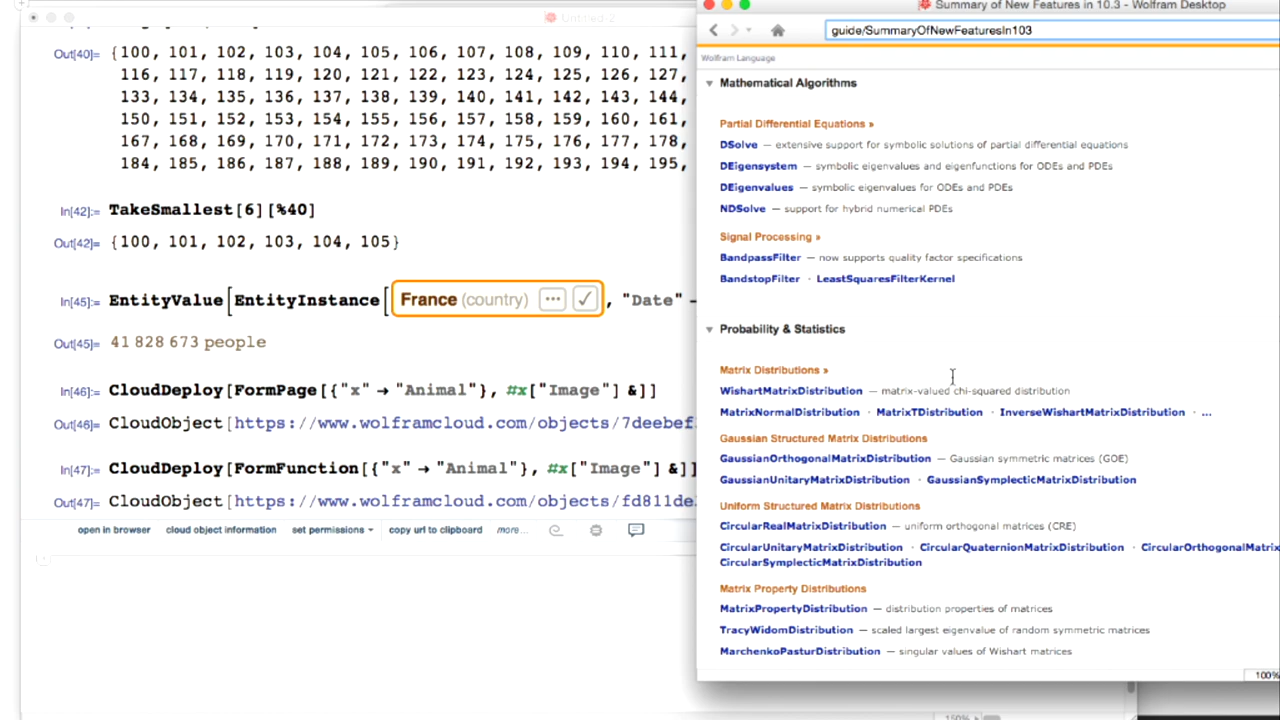 Untitled-2
Out[40]= {100, 101, 102, 103, 104, 105, 106, 107, 108, 109, 110, 111,
116, 117, 118, 119, 120, 121, 122, 123, 124, 125, 126, 127,
133, 134, 135, 136, 137, 138, 139, 140, 141, 142, 143, 144,
150, 151, 152, 153, 154, 155, 156, 157, 158, 159, 160, 161,
167, 168, 169, 170, 171, 172, 173, 174, 175, 176, 177, 178,
184, 185, 186, 187, 188, 189, 190, 191, 192, 193, 194, 195,
In[42]:= TakeSmallest[6][%40]
Out[42]= {100, 101, 102, 103, 104, 105}
In[45]:= EntityValue[EntityInstance[France (country) ··· ✓, "Date" →
Out[45]= 41 828 673 people
In[46]:= CloudDeploy[FormPage[{"x" → "Animal"}, #x["Image"] &]]
Out[46]= CloudObject[https://www.wolframcloud.com/objects/7deebef
In[47]:= CloudDeploy[FormFunction[{"x" → "Animal"}, #x["Image"] &]]
Out[47]= CloudObject[https://www.wolframcloud.com/objects/fd811de
open in browser cloud object information set permissions copy url to clipboard more...
150%
Summary of New Features in 10.3 - Wolfram Desktop
guide/SummaryOfNewFeaturesIn103
Wolfram Language
Mathematical Algorithms
Partial Differential Equations »
DSolve — extensive support for symbolic solutions of partial differential equations
DEigensystem — symbolic eigenvalues and eigenfunctions for ODEs and PDEs
DEigenvalues — symbolic eigenvalues for ODEs and PDEs
NDSolve — support for hybrid numerical PDEs
Signal Processing »
BandpassFilter — now supports quality factor specifications
BandstopFilter · LeastSquaresFilterKernel
Probability & Statistics
Matrix Distributions »
WishartMatrixDistribution — matrix-valued chi-squared distribution
MatrixNormalDistribution · MatrixTDistribution · InverseWishartMatrixDistribution · ...
Gaussian Structured Matrix Distributions
GaussianOrthogonalMatrixDistribution — Gaussian symmetric matrices (GOE)
GaussianUnitaryMatrixDistribution · GaussianSymplecticMatrixDistribution
Uniform Structured Matrix Distributions
CircularRealMatrixDistribution — uniform orthogonal matrices (CRE)
CircularUnitaryMatrixDistribution · CircularQuaternionMatrixDistribution · CircularOrthogonalMatrix
CircularSymplecticMatrixDistribution
Matrix Property Distributions
MatrixPropertyDistribution — distribution properties of matrices
TracyWidomDistribution — scaled largest eigenvalue of random symmetric matrices
MarchenkoPasturDistribution — singular values of Wishart matrices
100%